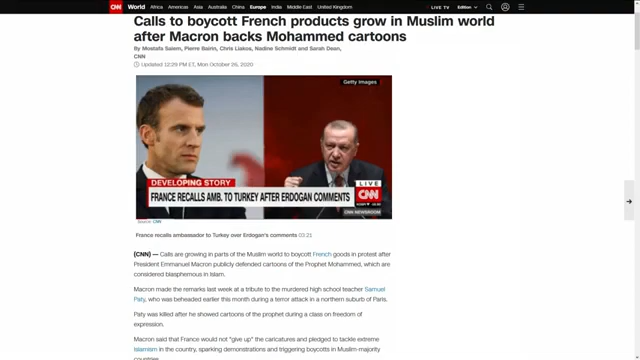 CNN World Africa Americas Asia Australia China Europe India Middle East United Kingdom LIVE TV Edition
Calls to boycott French products grow in Muslim world
after Macron backs Mohammed cartoons
By Mostafa Salem, Pierre Bairin, Chris Liakos, Nadine Schmidt and Sarah Dean,
CNN
Updated 12:29 PM ET, Mon October 26, 2020
Getty Images
DEVELOPING STORY
FRANCE RECALLS AMB. TO TURKEY AFTER ERDOGAN COMMENTS
LIVE
CNN
CNN NEWSROOM
Source: CNN
France recalls ambassador to Turkey over Erdogan's comments 03:21
(CNN) — Calls are growing in parts of the Muslim world to boycott French goods in protest after
President Emmanuel Macron publicly defended cartoons of the Prophet Mohammed, which are
considered blasphemous in Islam.
Macron made the remarks last week at a tribute to the murdered high school teacher Samuel
Paty, who was beheaded earlier this month during a terror attack in a northern suburb of Paris.
Paty was killed after he showed cartoons of the prophet during a class on freedom of
expression.
Macron said that France would not "give up" the caricatures and pledged to tackle extreme
Islamism in the country, sparking demonstrations and triggering boycotts in Muslim-majority
countries.